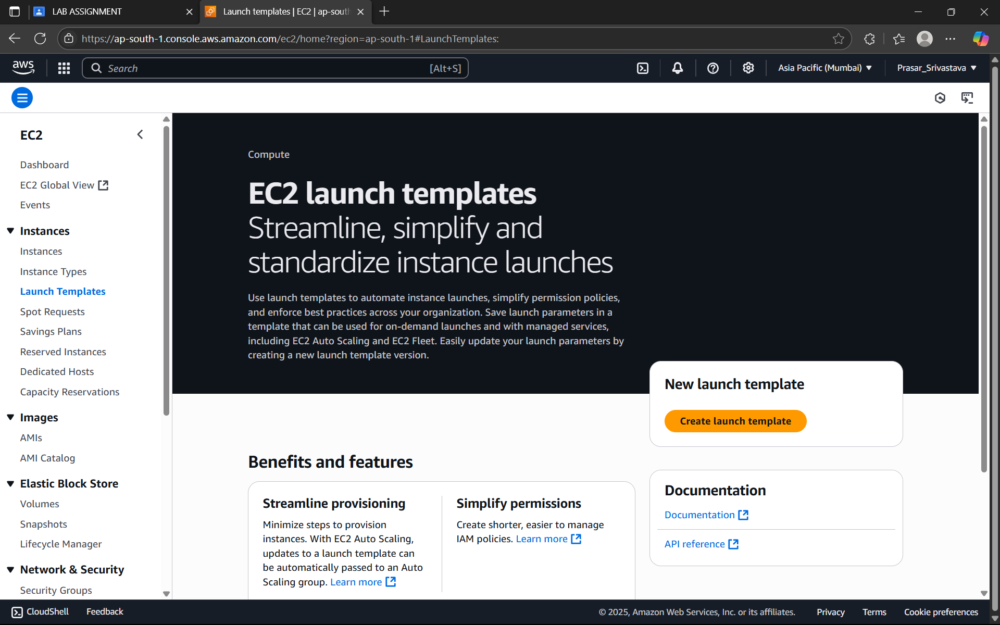 LAB ASSIGNMENT
Launch templates | EC2 | ap-sout
https://ap-south-1.console.aws.amazon.com/ec2/home?region=ap-south-1#LaunchTemplates:
aws
Search
[Alt+S]
Asia Pacific (Mumbai)
Prasar_Srivastava
EC2
Dashboard
EC2 Global View
Events
Instances
Instances
Instance Types
Launch Templates
Spot Requests
Savings Plans
Reserved Instances
Dedicated Hosts
Capacity Reservations
Images
AMIs
AMI Catalog
Elastic Block Store
Volumes
Snapshots
Lifecycle Manager
Network & Security
Security Groups
Compute
EC2 launch templates
Streamline, simplify and
standardize instance launches
Use launch templates to automate instance launches, simplify permission policies,
and enforce best practices across your organization. Save launch parameters in a
template that can be used for on-demand launches and with managed services,
including EC2 Auto Scaling and EC2 Fleet. Easily update your launch parameters by
creating a new launch template version.
New launch template
Create launch template
Benefits and features
Streamline provisioning
Minimize steps to provision
instances. With EC2 Auto Scaling,
updates to a launch template can
be automatically passed to an Auto
Scaling group. Learn more
Simplify permissions
Create shorter, easier to manage
IAM policies. Learn more
Documentation
Documentation
API reference
CloudShell
Feedback
© 2025, Amazon Web Services, Inc. or its affiliates.
Privacy
Terms
Cookie preferences